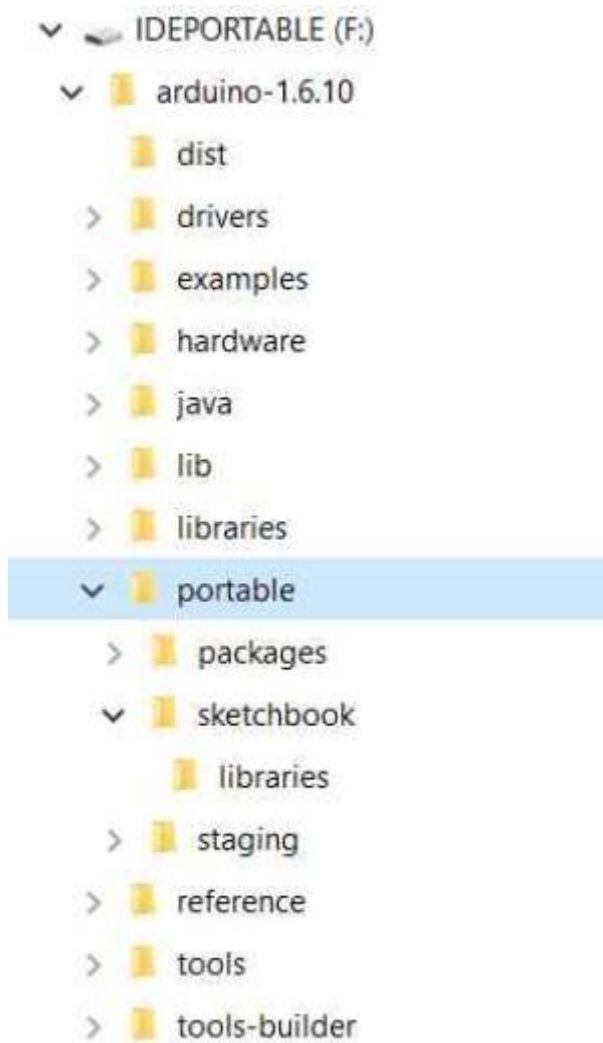 IDEPORTABLE (F:)
arduino-1.6.10
dist
drivers
examples
hardware
java
lib
libraries
portable
packages
sketchbook
libraries
staging
reference
tools
tools-builder